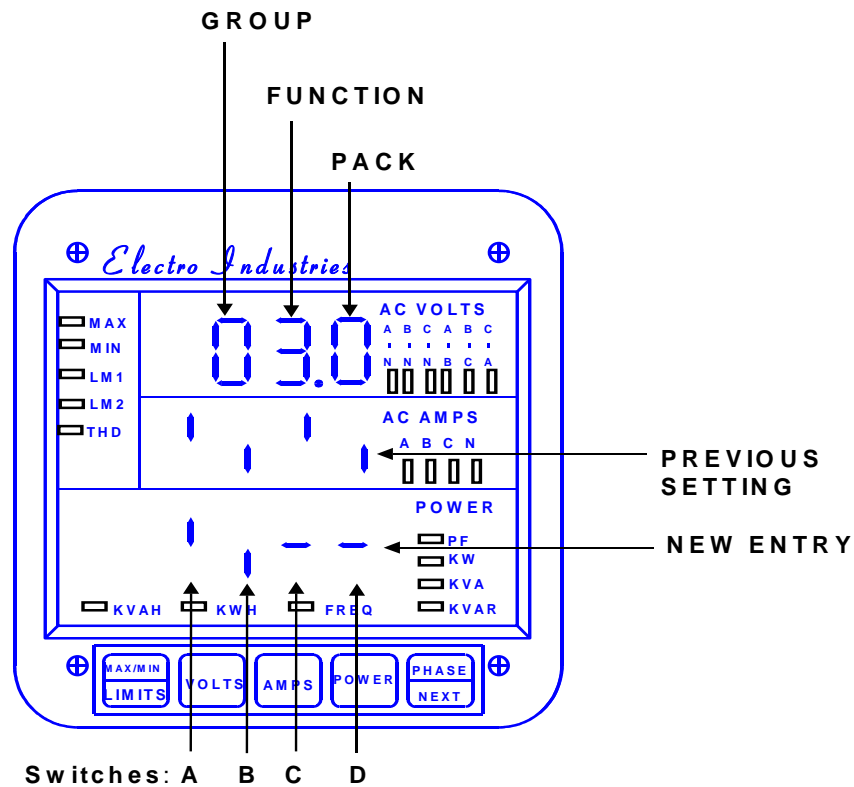 GROUP
FUNCTION
PACK
Electro Industries
MAX
MIN
LM1
LM2
THD
03.0
AC VOLTS
A B C A B C
- - - - - -
N N N B C A
AC AMPS
A B C N
PREVIOUS
SETTING
POWER
NEW ENTRY
PF
KW
KVA
KVAR
KVAH
KWH
FREQ
MAX/MIN
LIMITS
VOLTS
AMPS
POWER
PHASE
NEXT
Switches: A B C D